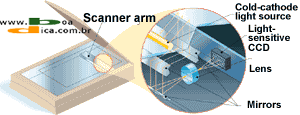 www.boa
dica.com.br
Scanner arm
Cold-cathode
light source
Light-
sensitive
CCD
Lens
Mirrors